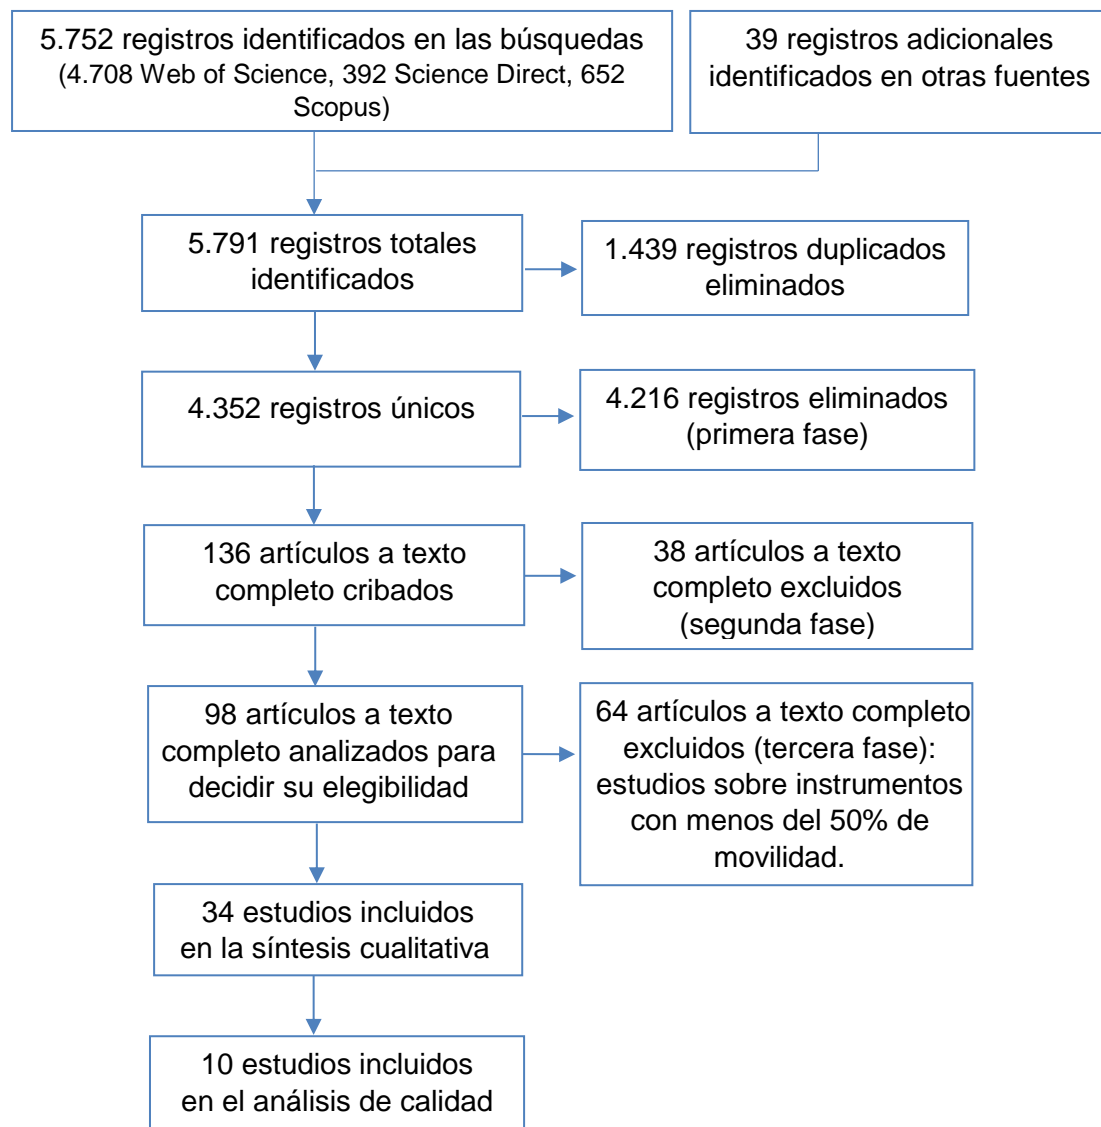 5.752 registros identificados en las búsquedas
(4.708 Web of Science, 392 Science Direct, 652
Scopus)
39 registros adicionales
identificados en otras fuentes
5.791 registros totales
identificados
1.439 registros duplicados
eliminados
4.352 registros únicos
4.216 registros eliminados
(primera fase)
136 artículos a texto
completo cribados
38 artículos a texto
completo excluidos
(segunda fase)
98 artículos a texto
completo analizados para
decidir su elegibilidad
64 artículos a texto completo
excluidos (tercera fase):
estudios sobre instrumentos
con menos del 50% de
movilidad.
34 estudios incluidos
en la síntesis cualitativa
10 estudios incluidos
en el análisis de calidad